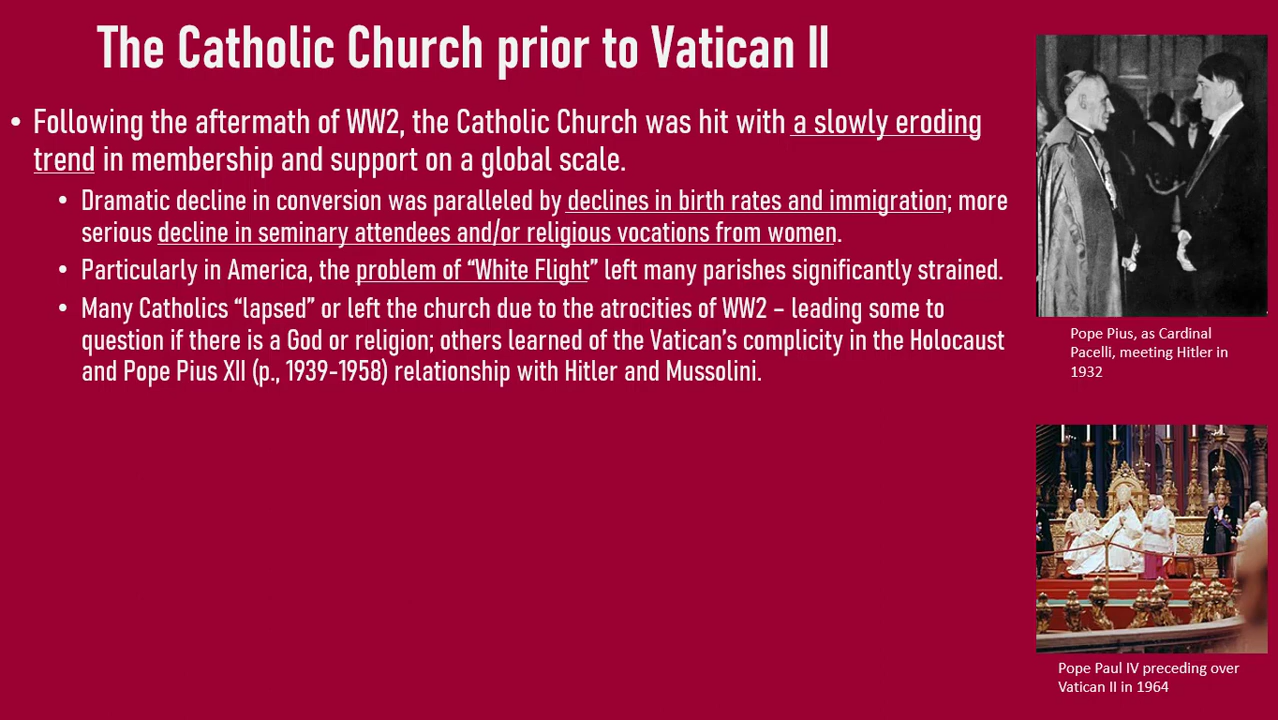 The Catholic Church prior to Vatican II
• Following the aftermath of WW2, the Catholic Church was hit with a slowly eroding
trend in membership and support on a global scale.
• Dramatic decline in conversion was paralleled by declines in birth rates and immigration; more
serious decline in seminary attendees and/or religious vocations from women.
• Particularly in America, the problem of “White Flight” left many parishes significantly strained.
• Many Catholics “lapsed” or left the church due to the atrocities of WW2 – leading some to
question if there is a God or religion; others learned of the Vatican’s complicity in the Holocaust
and Pope Pius XII (p., 1939-1958) relationship with Hitler and Mussolini.
Pope Pius, as Cardinal
Pacelli, meeting Hitler in
1932
Pope Paul IV preceding over
Vatican II in 1964